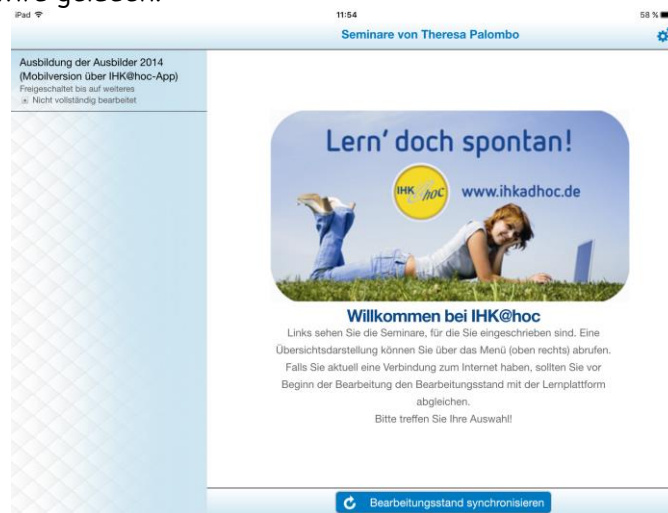 iPad
11:54
58 %
Seminare von Theresa Palombo
Ausbildung der Ausbilder 2014
(Mobilversion über IHK@hoc-App)
Freigeschaltet bis auf weiteres
Nicht vollständig bearbeitet
Lern' doch spontan!
IHK @hoc www.ihkadhoc.de
Willkommen bei IHK@hoc
Links sehen Sie die Seminare, für die Sie eingeschrieben sind. Eine
Übersichtsdarstellung können Sie über das Menü (oben rechts) abrufen.
Falls Sie aktuell eine Verbindung zum Internet haben, sollten Sie vor
Beginn der Bearbeitung den Bearbeitungsstand mit der Lernplattform
abgleichen.
Bitte treffen Sie Ihre Auswahl!
Bearbeitungsstand synchronisieren